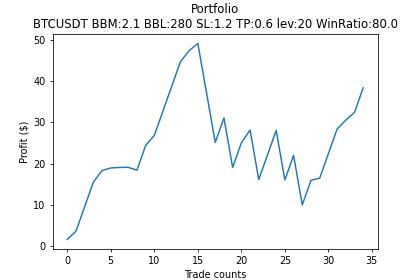 Portfolio
BTCUSDT BBM:2.1 BBL:280 SL:1.2 TP:0.6 lev:20 WinRatio:80.0
50
40
30
20
10
0
Profit ($)
0 5 10 15 20 25 30 35
Trade counts